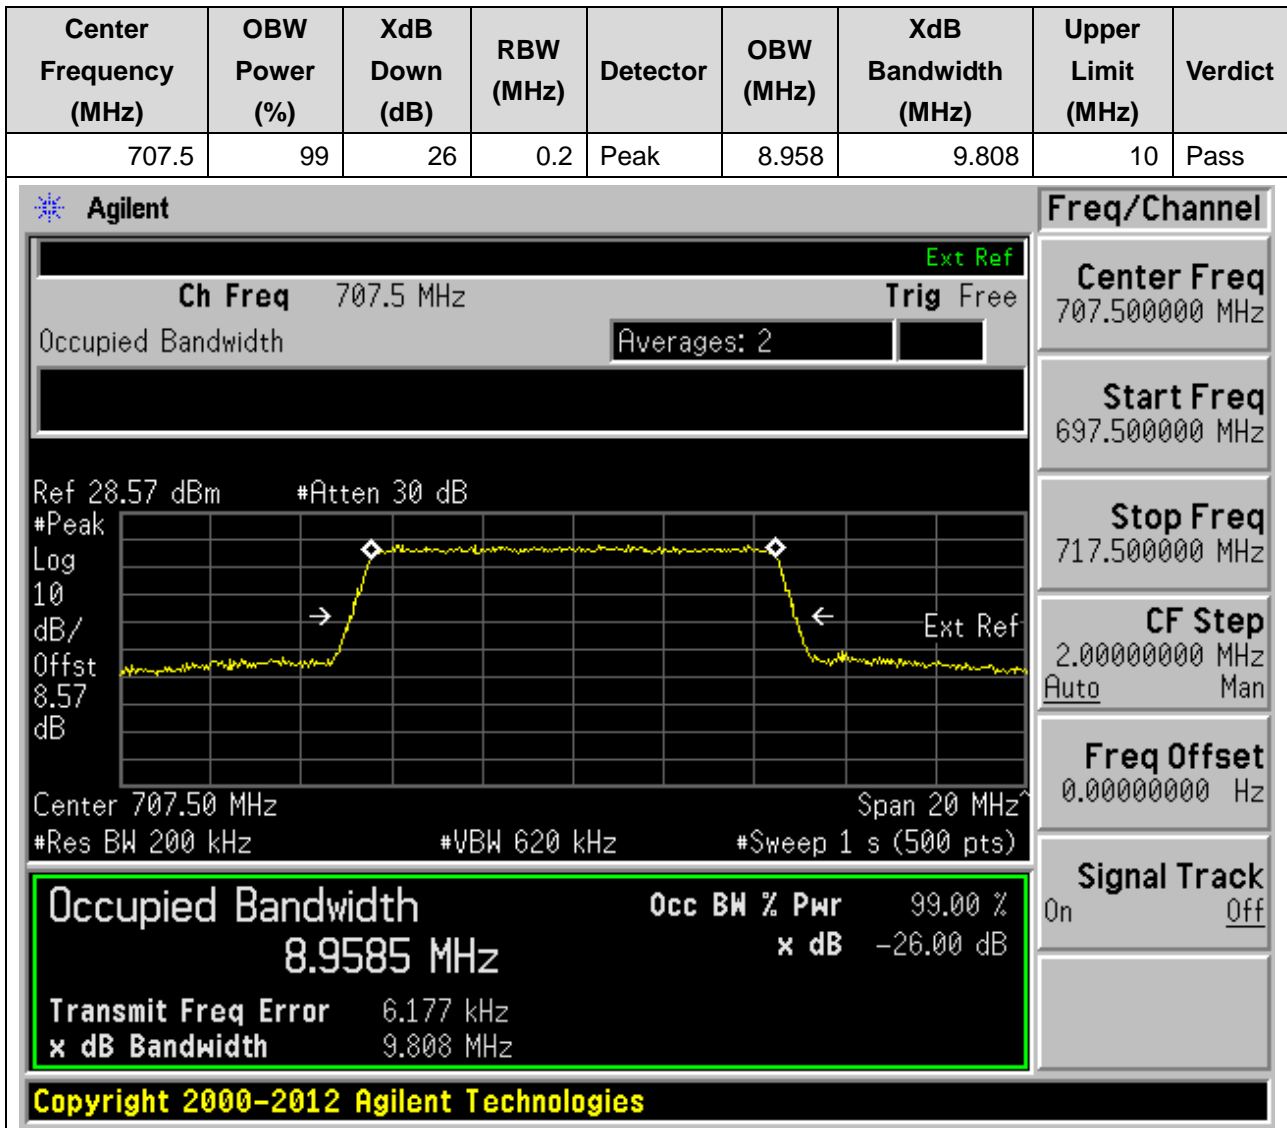 Center Frequency (MHz) OBW Power (%) XdB Down (dB) RBW (MHz) Detector OBW (MHz) XdB Bandwidth (MHz) Upper Limit (MHz) Verdict
707.5 99 26 0.2 Peak 8.958 9.808 10 Pass
Agilent
Ext Ref
Ch Freq 707.5 MHz Trig Free
Occupied Bandwidth Averages: 2
Ref 28.57 dBm #Atten 30 dB
#Peak
Log
10
dB/
Offst
8.57
dB
Ext Ref
Center 707.50 MHz Span 20 MHz^
#Res BW 200 kHz #VBW 620 kHz #Sweep 1 s (500 pts)
Occupied Bandwidth Occ BW % Pwr 99.00 %
8.9585 MHz x dB -26.00 dB
Transmit Freq Error 6.177 kHz
x dB Bandwidth 9.808 MHz
Freq/Channel
Center Freq
707.500000 MHz
Start Freq
697.500000 MHz
Stop Freq
717.500000 MHz
CF Step
2.00000000 MHz
Auto Man
Freq Offset
0.00000000 Hz
Signal Track
On Off
Copyright 2000-2012 Agilent Technologies